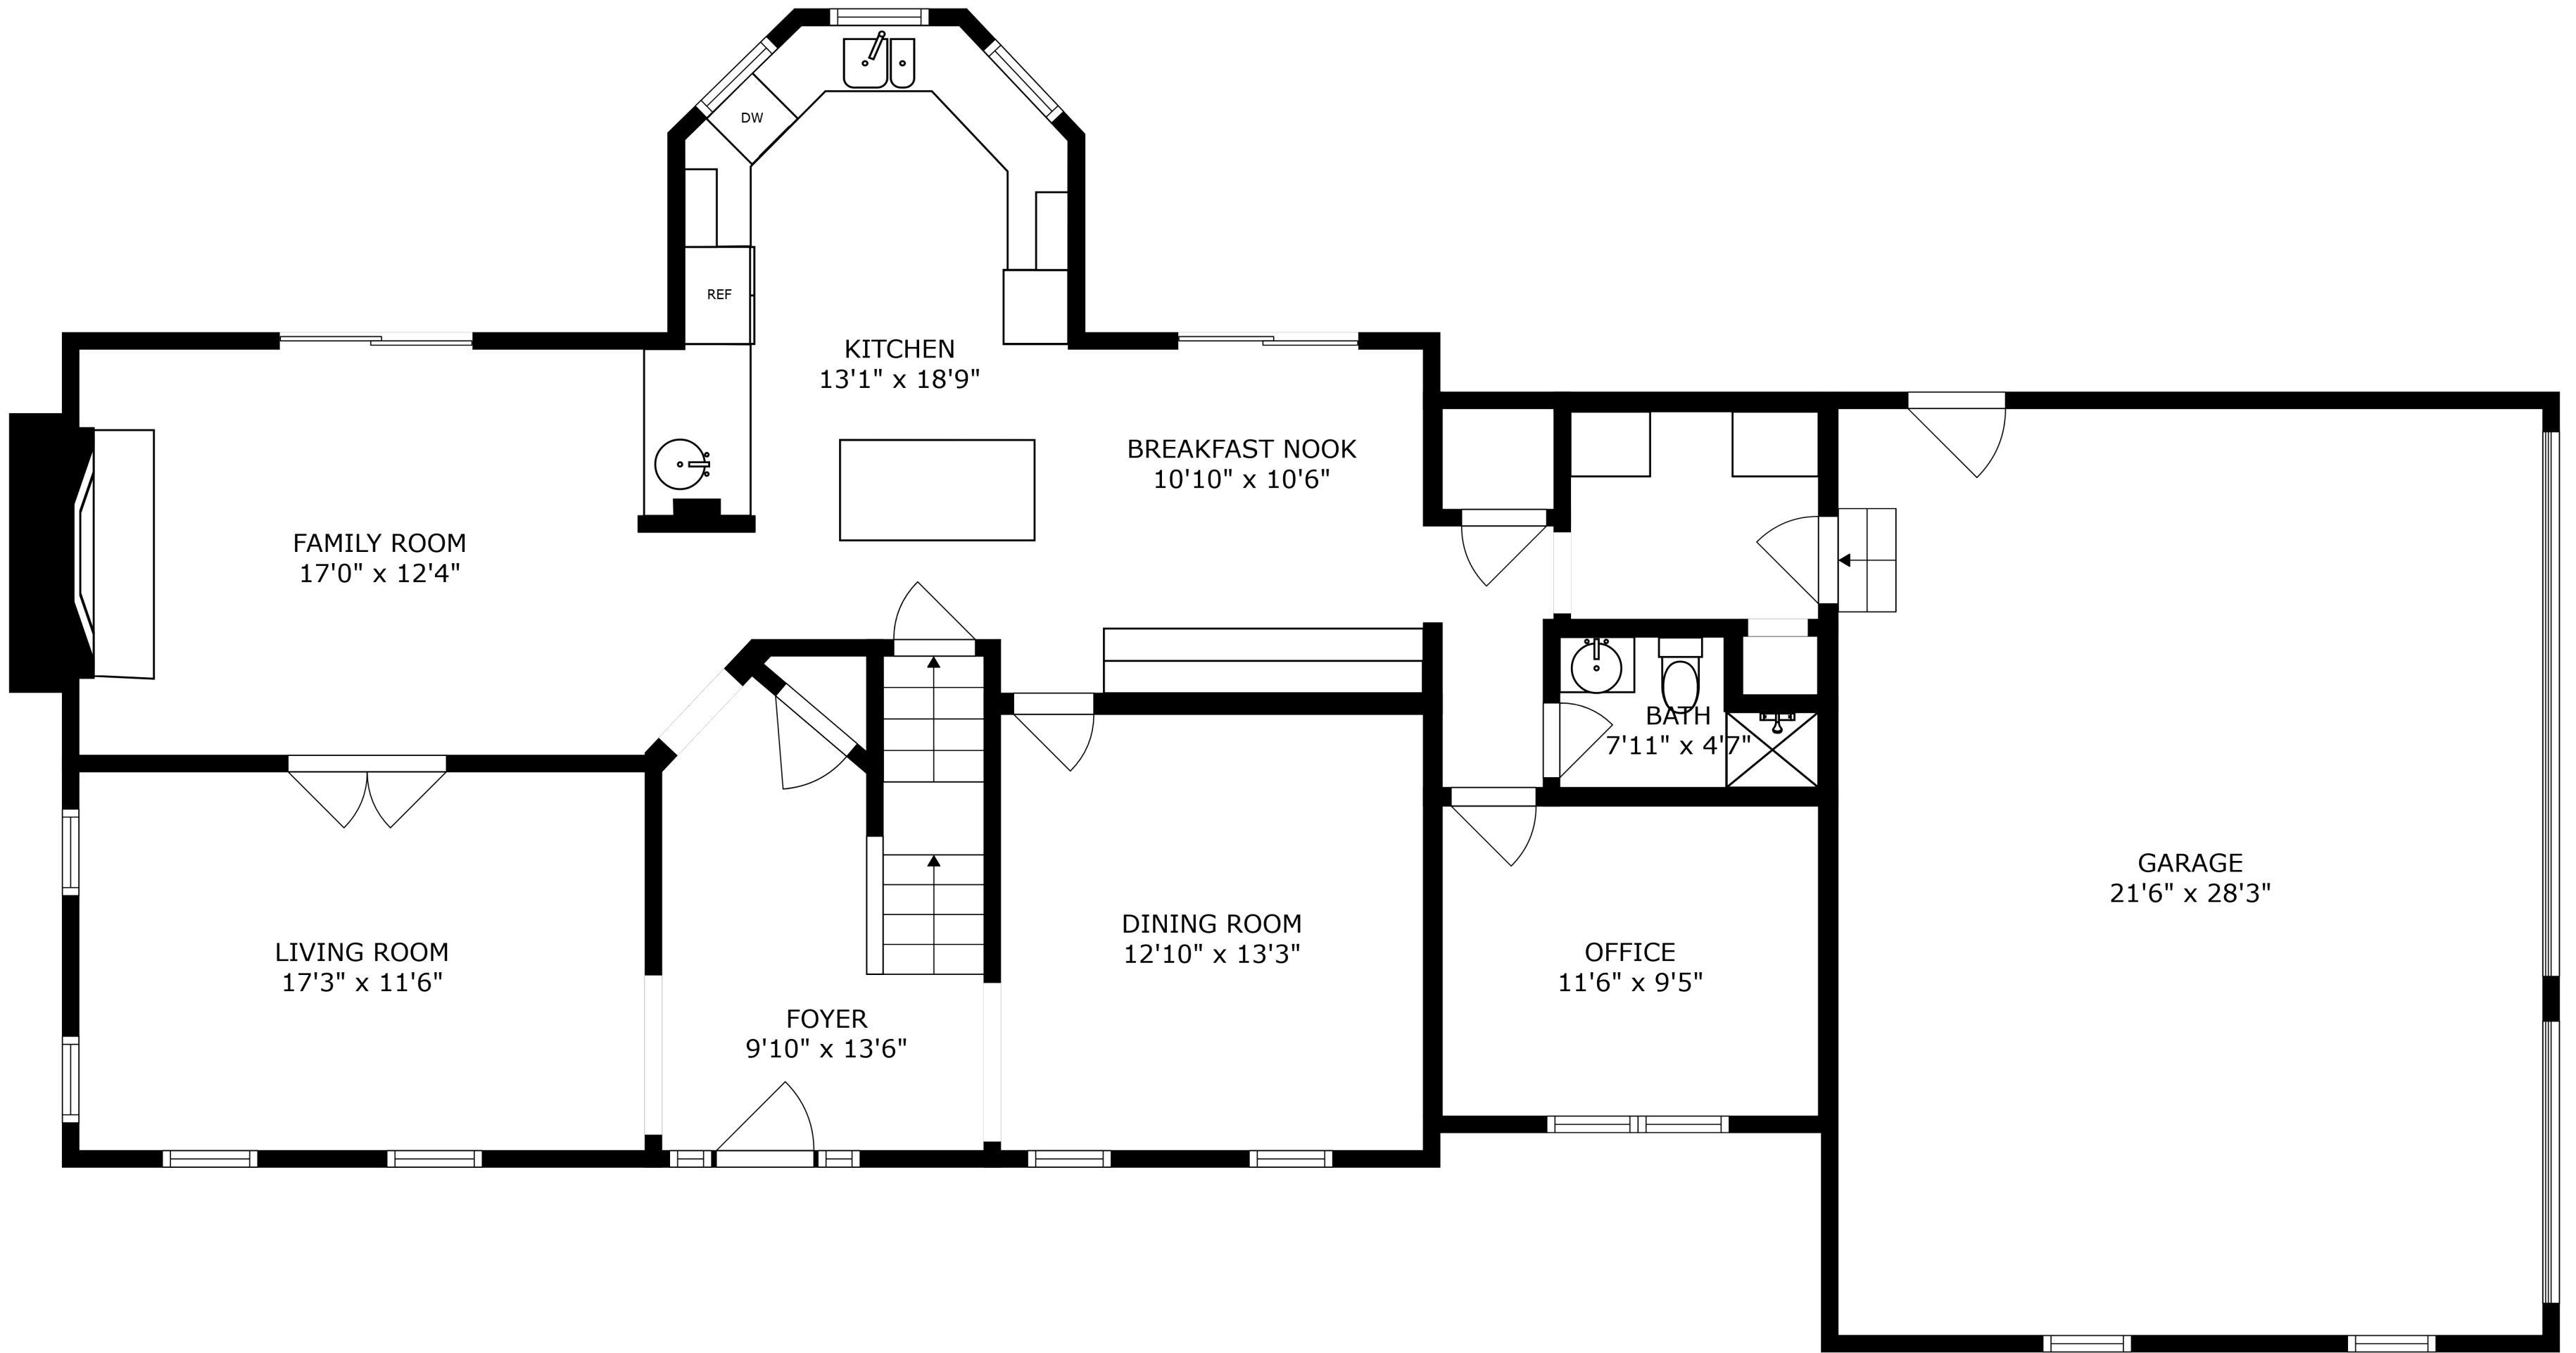 DW
REF
KITCHEN
13'1" x 18'9"
BREAKFAST NOOK
10'10" x 10'6"
FAMILY ROOM
17'0" x 12'4"
BATH
7'11" x 4'7"
GARAGE
21'6" x 28'3"
DINING ROOM
12'10" x 13'3"
LIVING ROOM
17'3" x 11'6"
OFFICE
11'6" x 9'5"
FOYER
9'10" x 13'6"